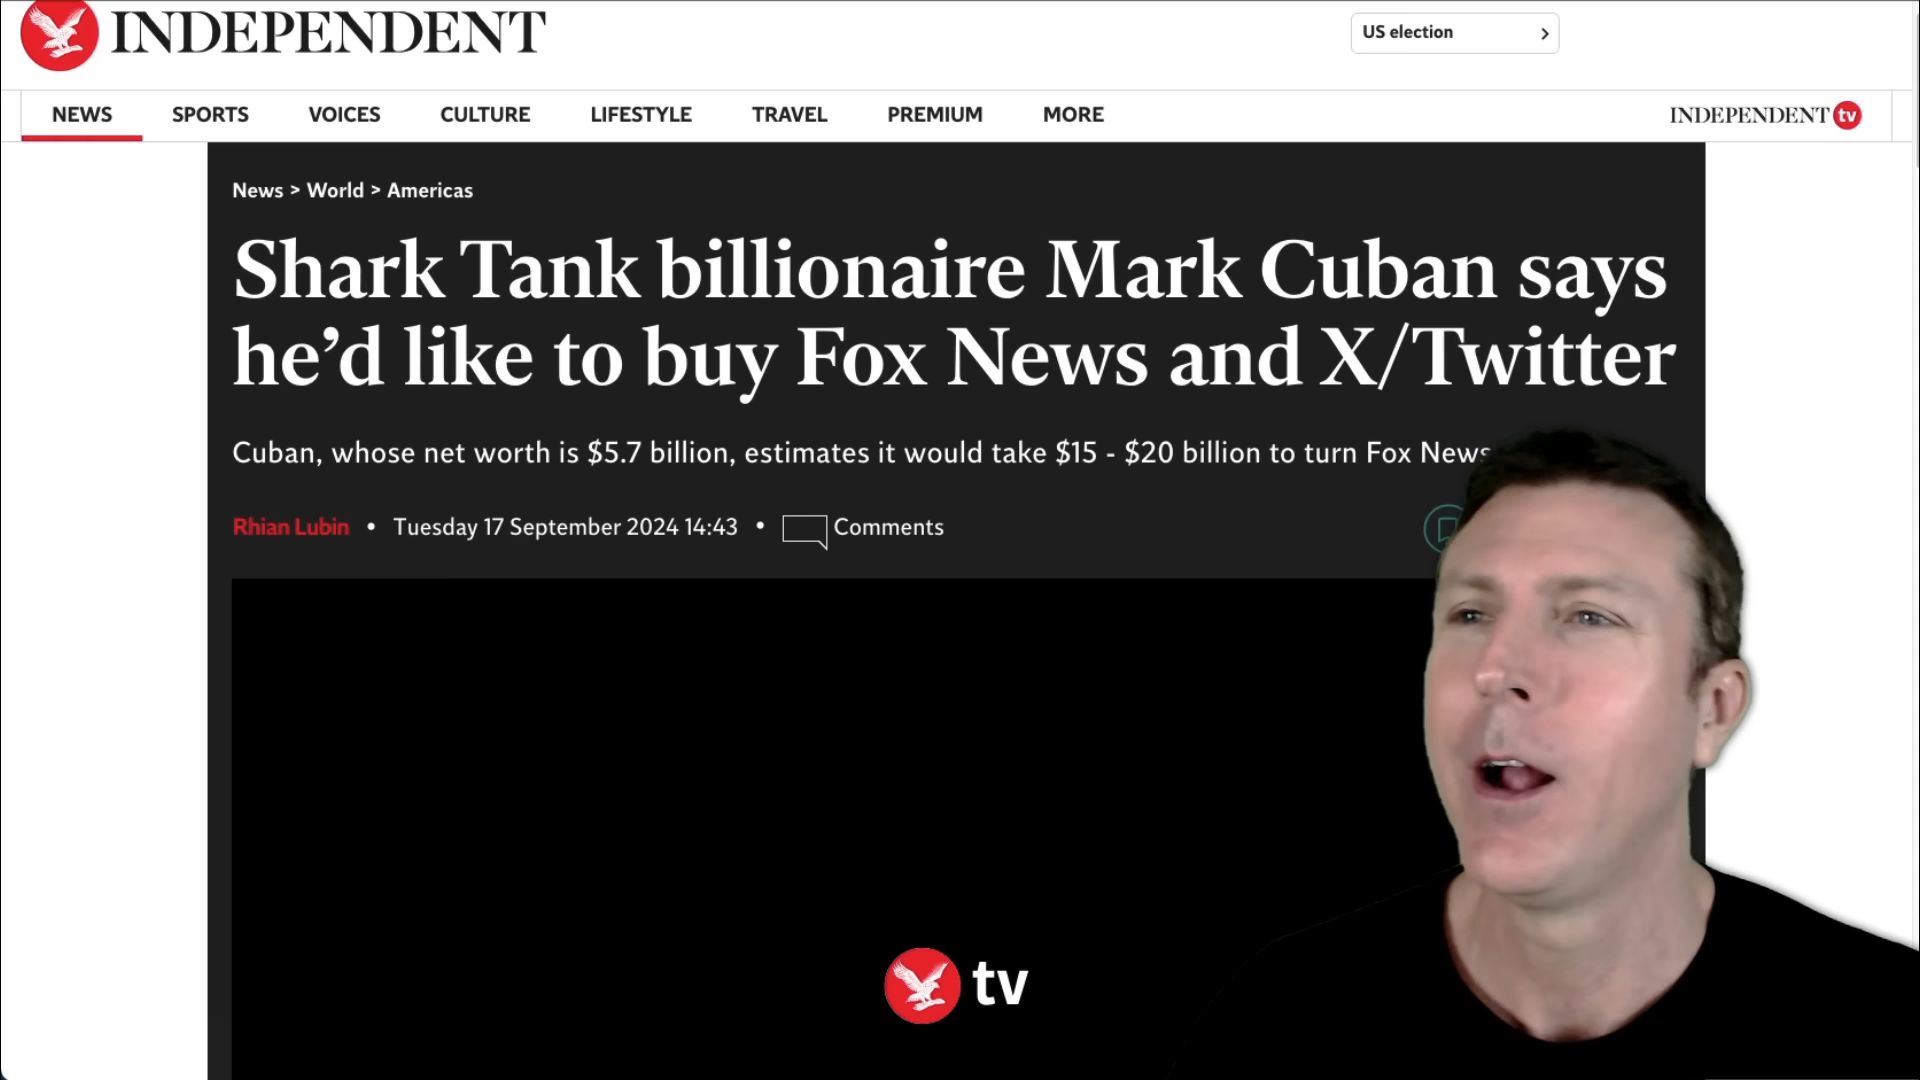 INDEPENDENT
US election
NEWS SPORTS VOICES CULTURE LIFESTYLE TRAVEL PREMIUM MORE
INDEPENDENT tv
News > World > Americas
Shark Tank billionaire Mark Cuban says
he’d like to buy Fox News and X/Twitter
Cuban, whose net worth is $5.7 billion, estimates it would take $15 - $20 billion to turn Fox News
Rhian Lubin • Tuesday 17 September 2024 14:43 • Comments
tv